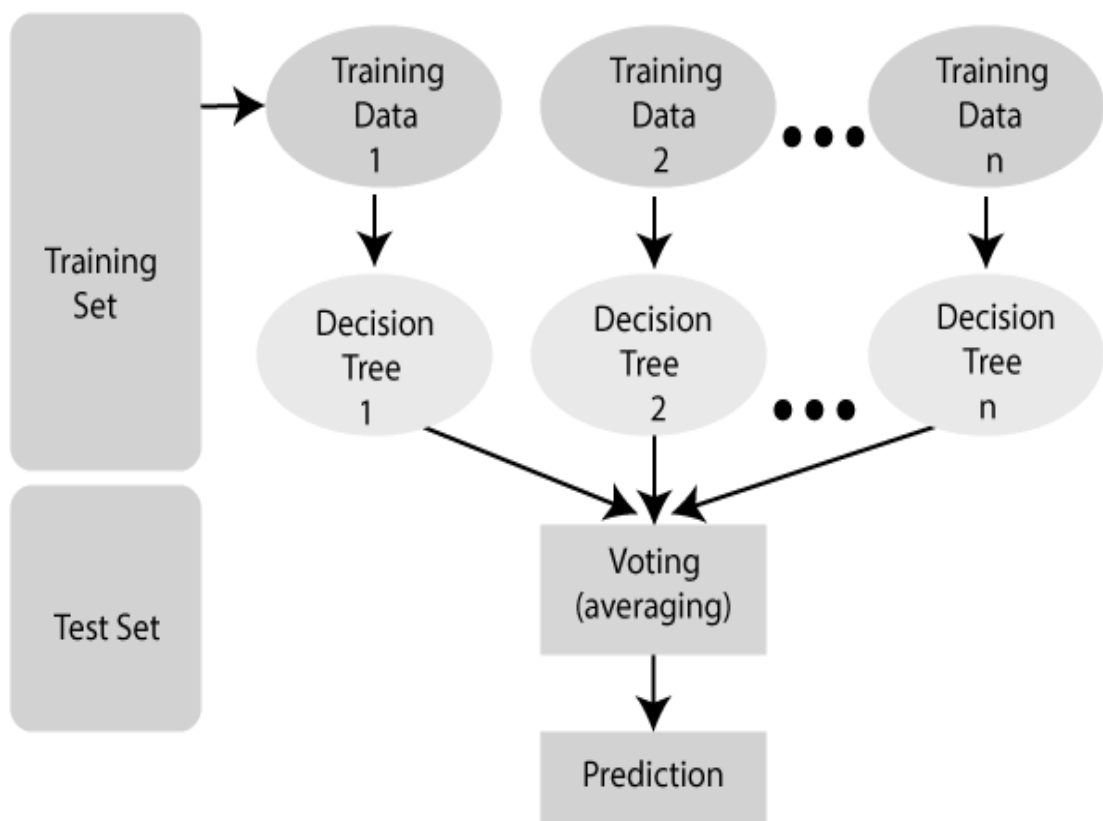 Training
Data
1
Training
Data
2
Training
Data
n
Training
Set
Decision
Tree
1
Decision
Tree
2
Decision
Tree
n
Test Set
Voting
(averaging)
Prediction